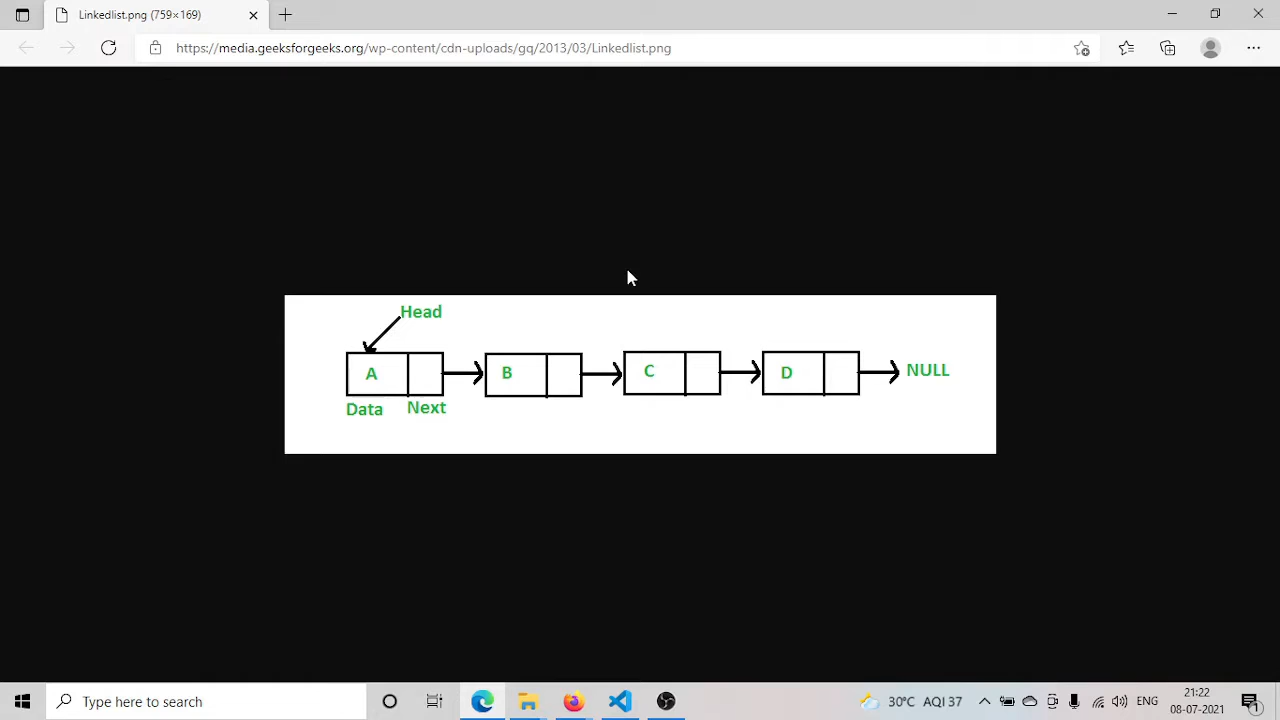 Linkedlist.png (759×169)
https://media.geeksforgeeks.org/wp-content/cdn-uploads/gq/2013/03/Linkedlist.png
Head
A
B
C
D
NULL
Data
Next
Type here to search
30°C AQI 37
ENG
21:22
08-07-2021
1